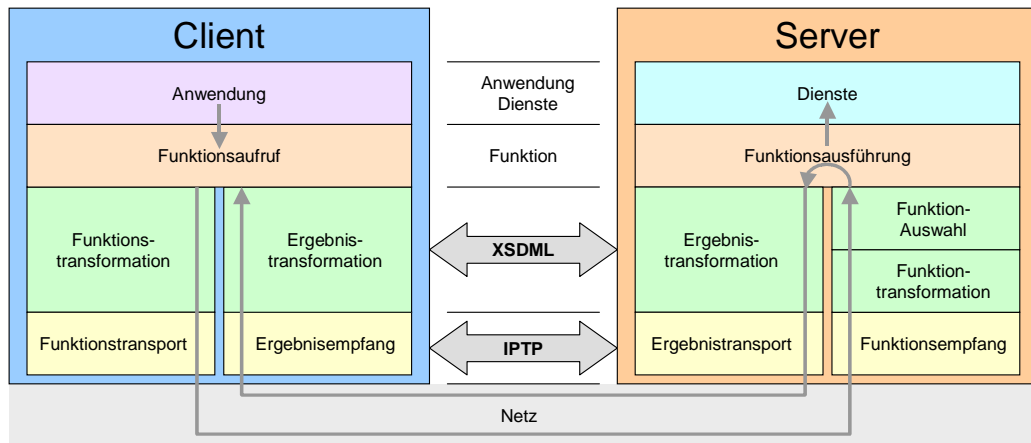 Client
Server
Anwendung
Anwendung
Dienste
Dienste
Funktionsaufruf
Funktion
Funktionsausführung
Funktions-
transformation
Ergebnis-
transformation
XSDML
Ergebnis-
transformation
Funktion-
Auswahl
Funktion-
transformation
Funktionstransport
Ergebnisempfang
IPTP
Ergebnistransport
Funktionsempfang
Netz